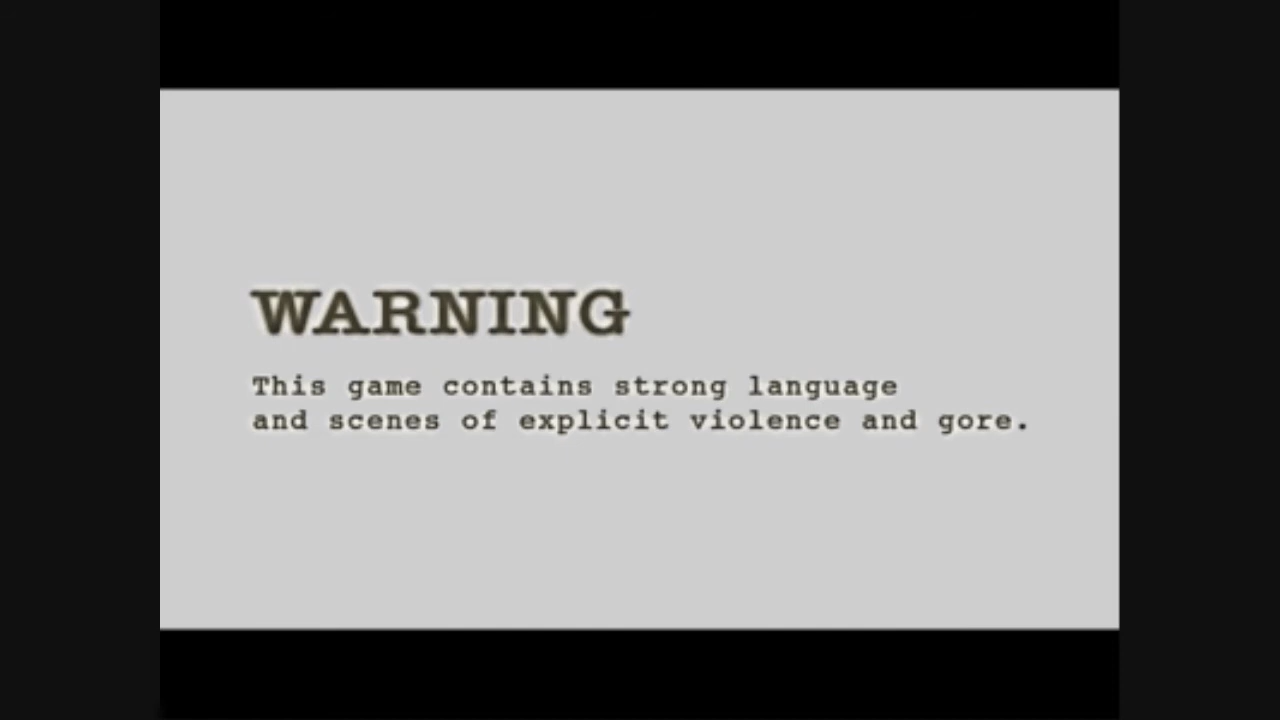 WARNING
This game contains strong language
and scenes of explicit violence and gore.